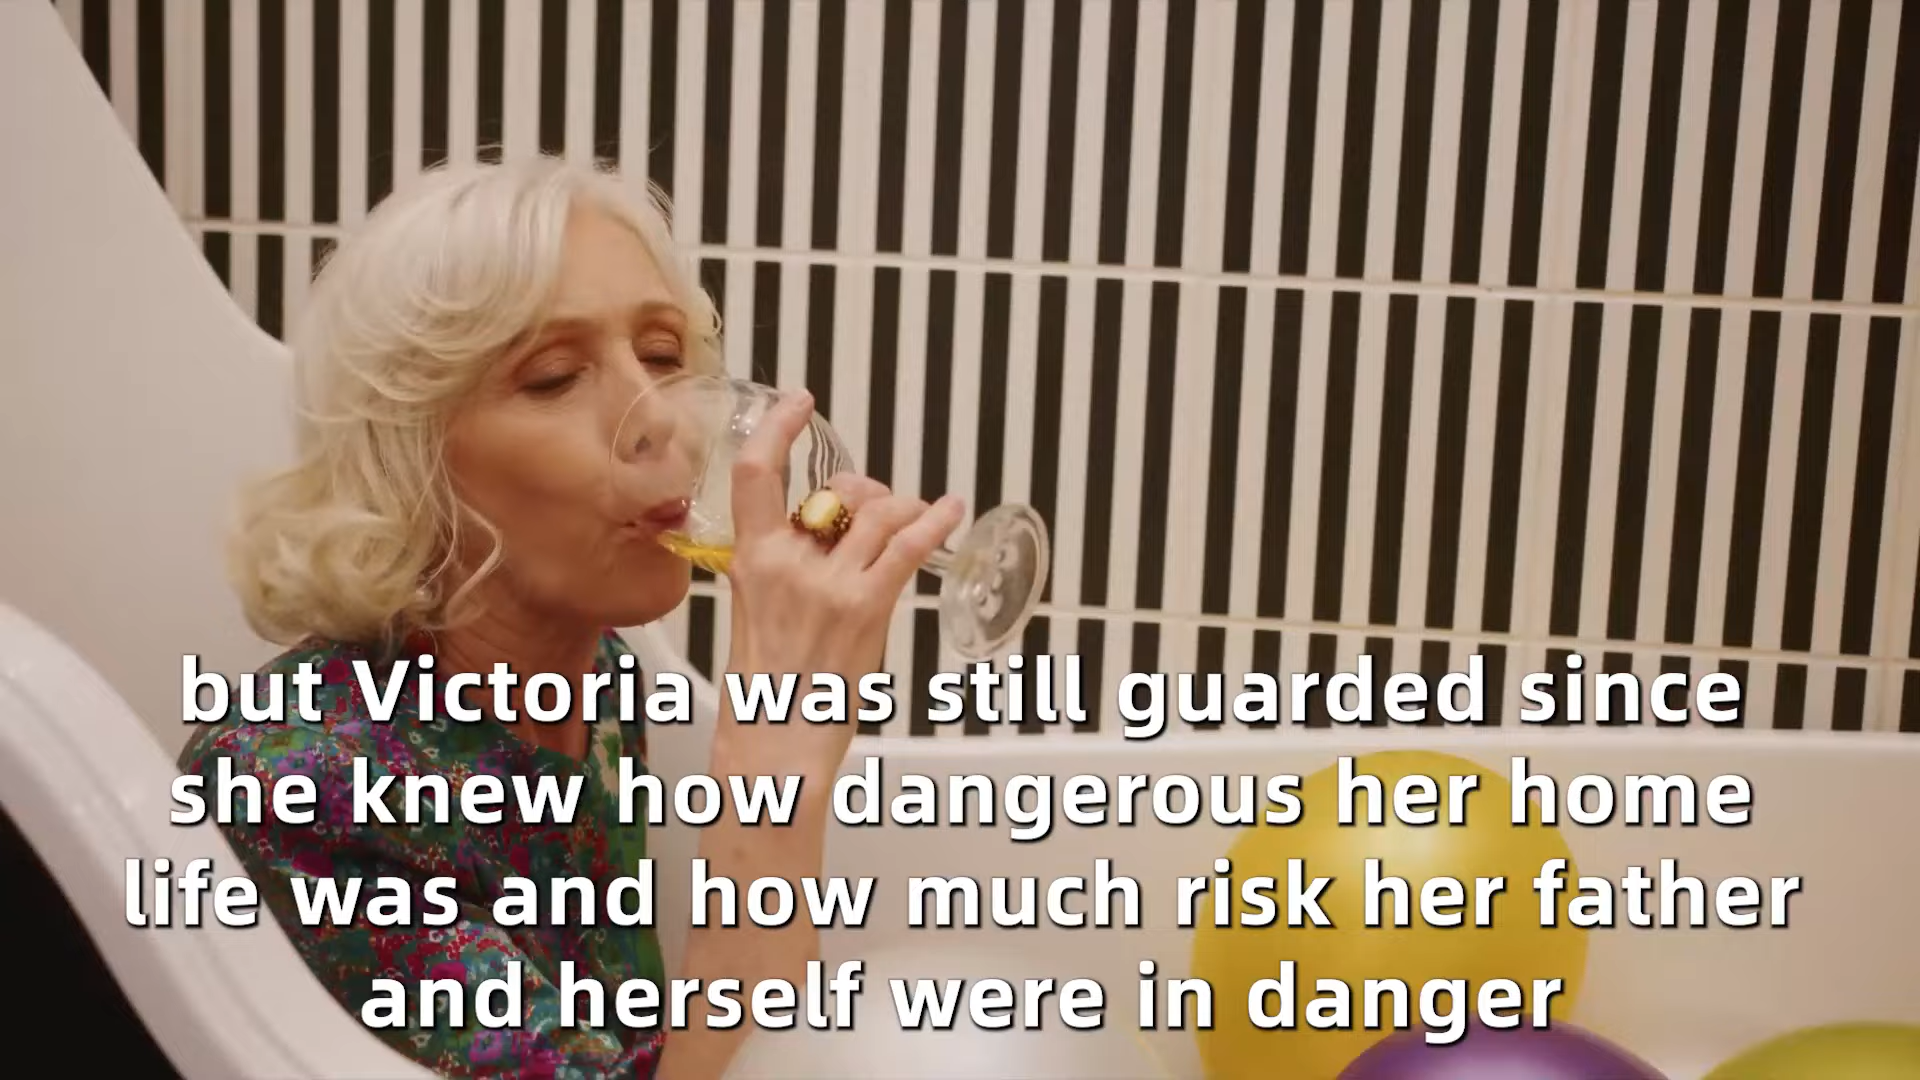 but Victoria was still guarded since
she knew how dangerous her home
life was and how much risk her father
and herself were in danger